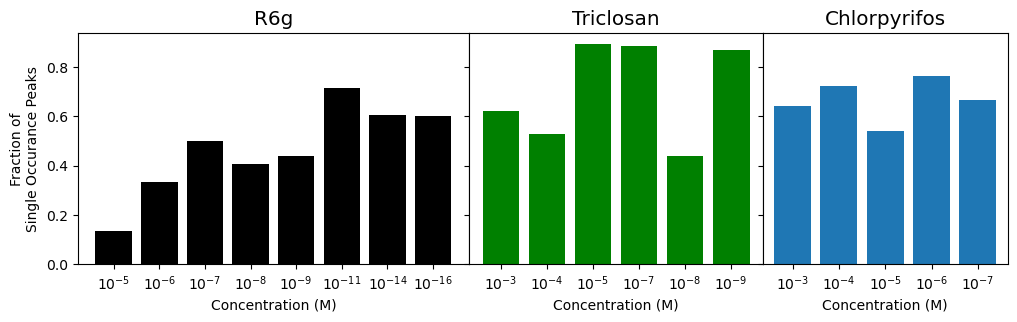 R6g Triclosan Chlorpyrifos
Fraction of
Single Occurance Peaks
0.8
0.6
0.4
0.2
0.0
10⁻⁵ 10⁻⁶ 10⁻⁷ 10⁻⁸ 10⁻⁹ 10⁻¹¹ 10⁻¹⁴ 10⁻¹⁶ 10⁻³ 10⁻⁴ 10⁻⁵ 10⁻⁷ 10⁻⁸ 10⁻⁹ 10⁻³ 10⁻⁴ 10⁻⁵ 10⁻⁶ 10⁻⁷
Concentration (M) Concentration (M) Concentration (M)